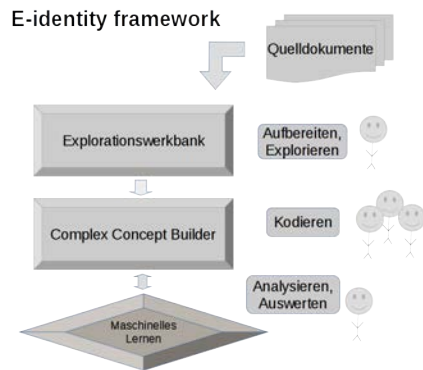 E-identity framework
Quelldokumente
Explorationswerkbank
Aufbereiten,
Explorieren
Complex Concept Builder
Kodieren
Analysieren,
Auswerten
Maschinelles
Lernen